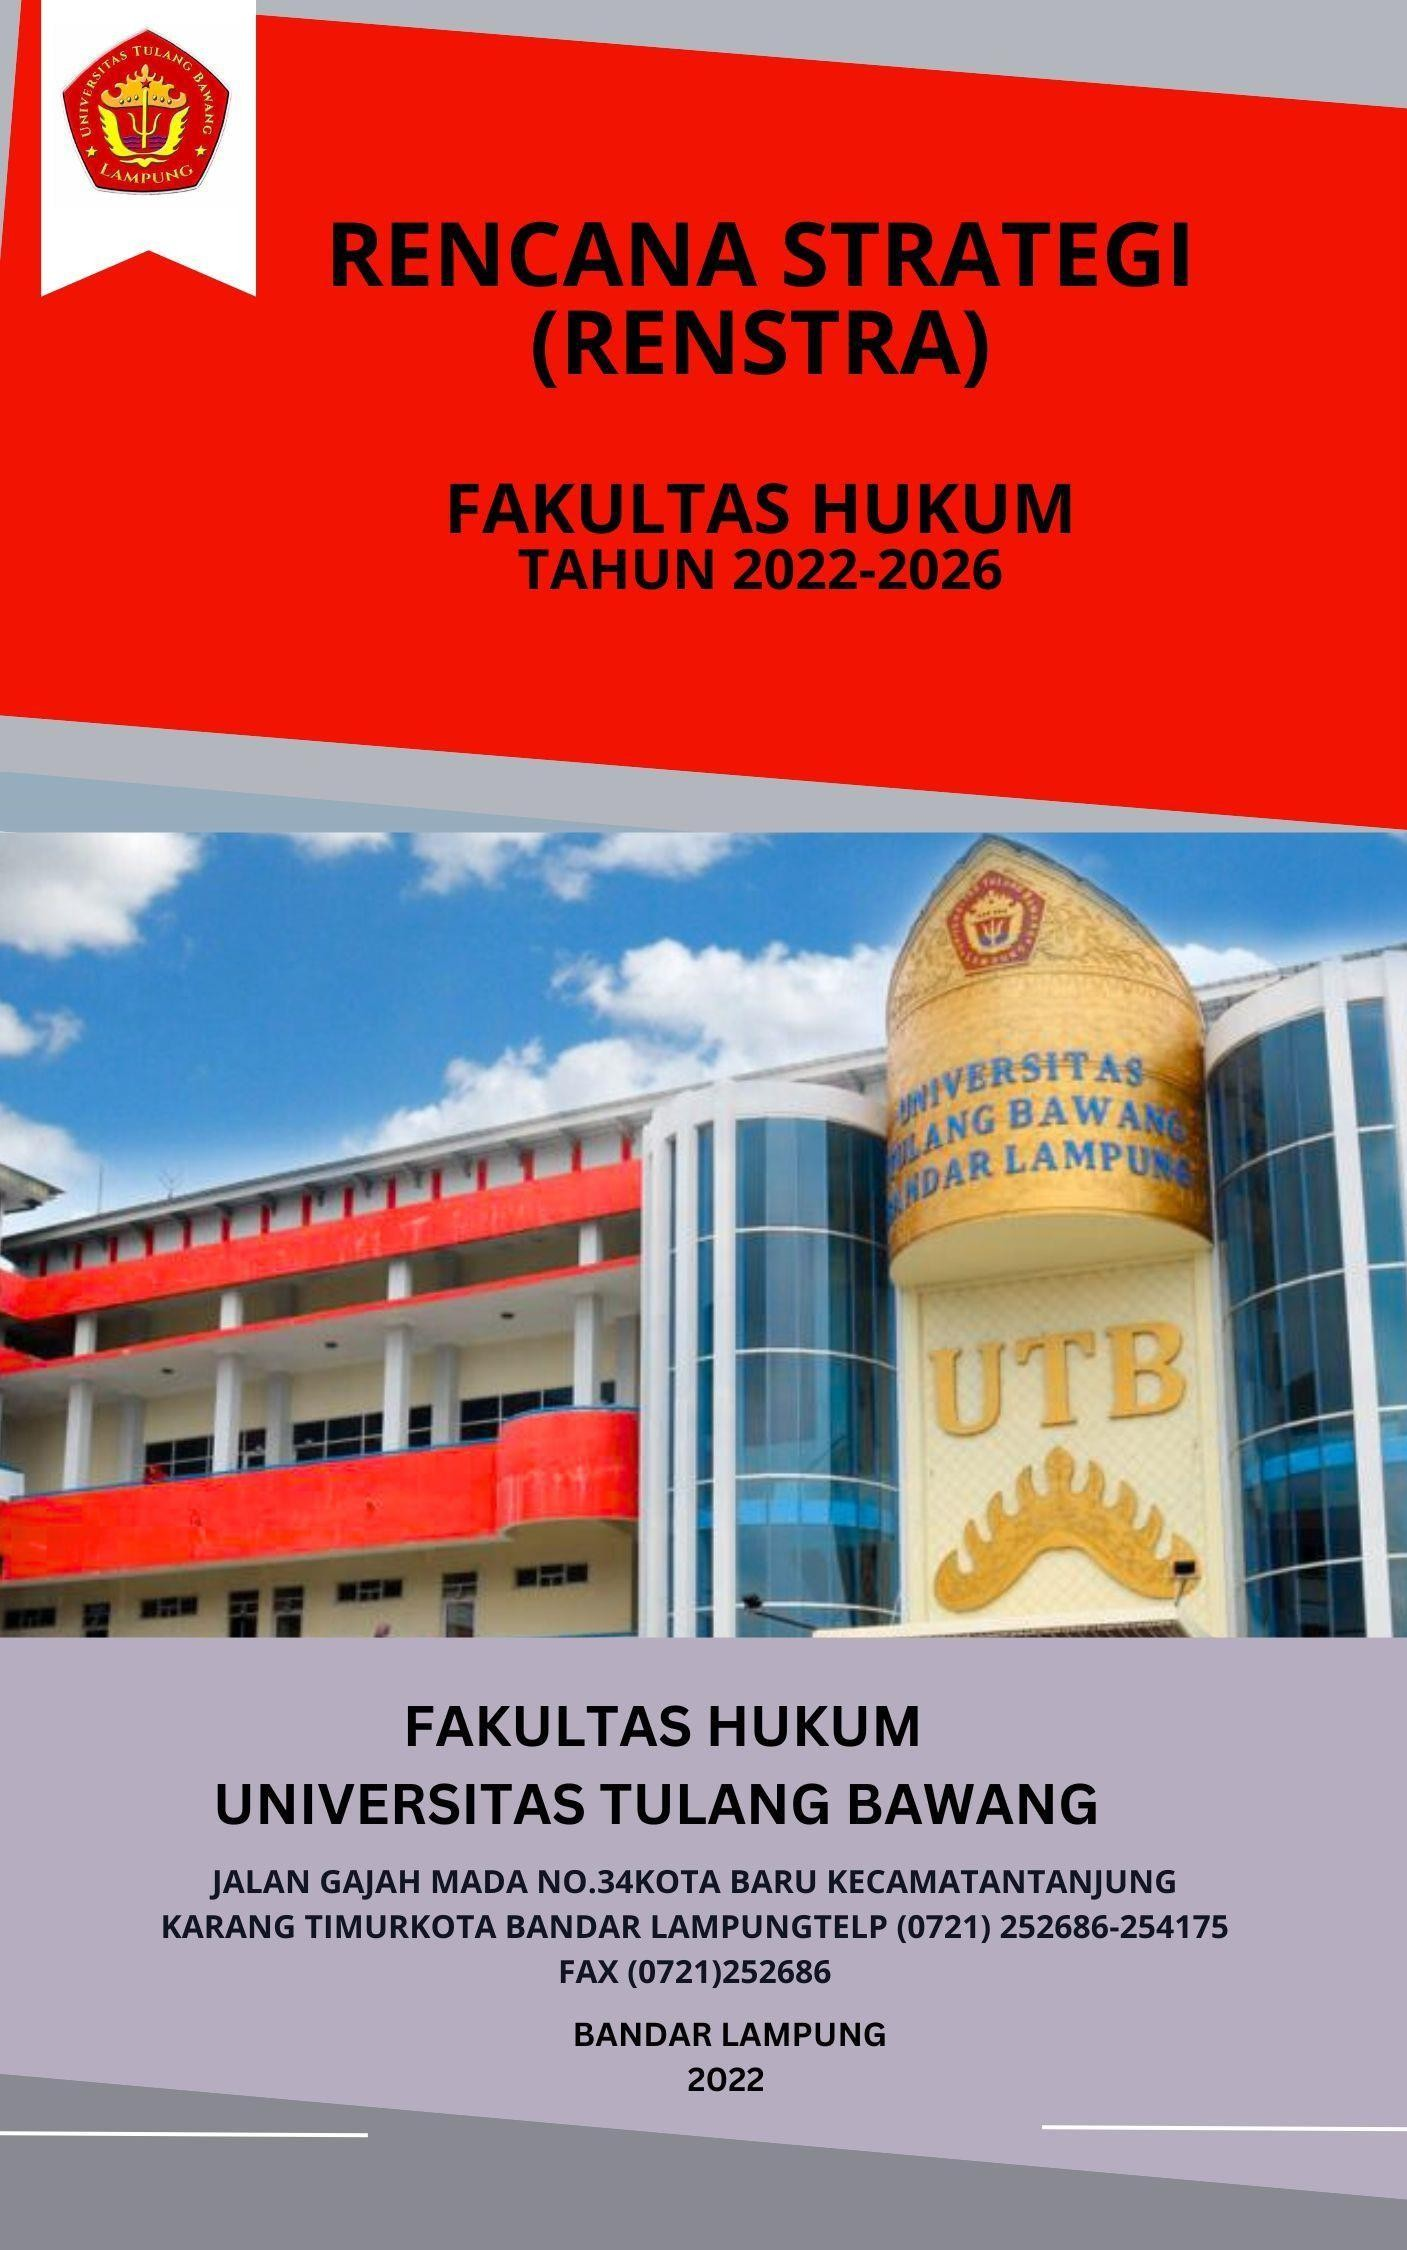 UNIVERSITAS TULANG BAWANG
LAMPUNG
RENCANA STRATEGI
(RENSTRA)
FAKULTAS HUKUM
TAHUN 2022-2026
UNIVERSITAS
TULANG BAWANG
BANDAR LAMPUNG
UTB
FAKULTAS HUKUM
UNIVERSITAS TULANG BAWANG
JALAN GAJAH MADA NO.34KOTA BARU KECAMATANTANJUNG
KARANG TIMURKOTA BANDAR LAMPUNGTELP (0721) 252686-254175
FAX (0721)252686
BANDAR LAMPUNG
2022